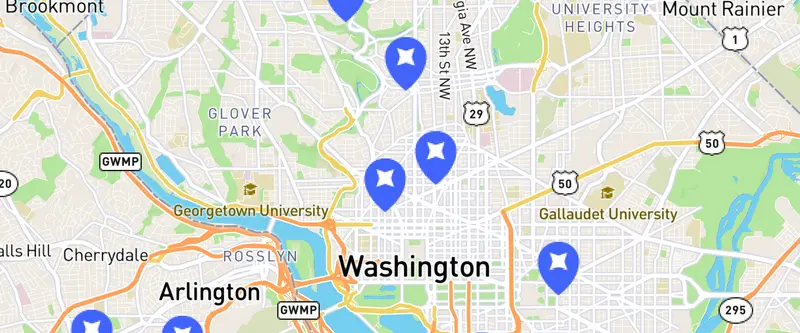 Brookmont
gia Ave NW
13th St NW
UNIVERSITY
HEIGHTS
Mount Rainier
1
GLOVER
PARK
29
50
GWMP
20
50
Georgetown University
Gallaudet University
alls Hill
Cherrydale
ROSSLYN
Washington
Arlington
GWMP
295